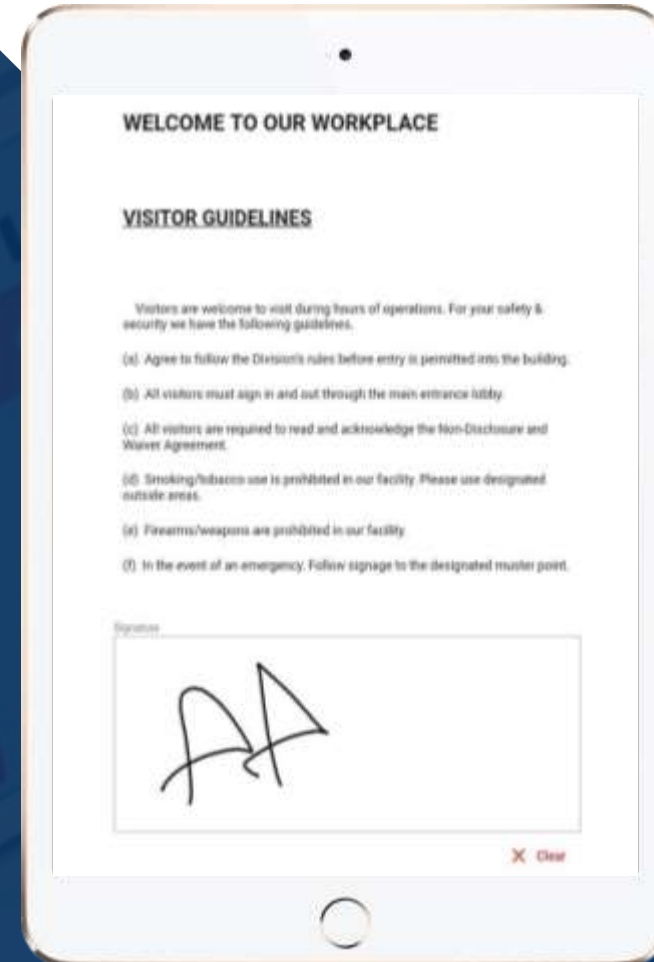 WELCOME TO OUR WORKPLACE
VISITOR GUIDELINES
Visitors are welcome to visit during hours of operations. For your safety &
security we have the following guidelines.
(a) Agree to follow the Division's rules before entry is permitted into the building.
(b) All visitors must sign in and out through the main entrance lobby.
(c) All visitors are required to read and acknowledge the Non-Disclosure and
Waiver Agreement.
(d) Smoking/tobacco use is prohibited in our facility. Please use designated
outside areas.
(e) Firearms/weapons are prohibited in our facility.
(f) In the event of an emergency. Follow signage to the designated muster point.
Signature
AA
X Clear